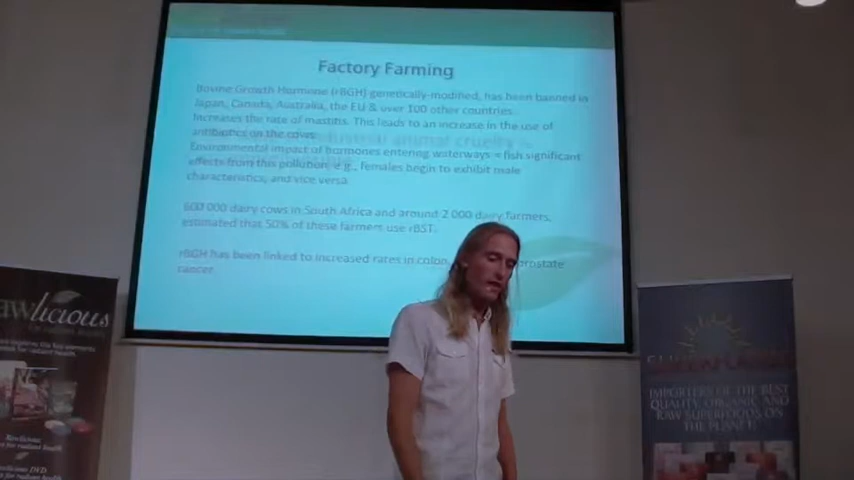 Factory Farming
Bovine Growth Hormone (rBGH) genetically-modified, has been banned in
Japan, Canada, Australia, the EU & over 100 other countries.
Increases the rate of mastitis. This leads to an increase in the use of
antibiotics on the cows.
Environmental impact of hormones entering waterways = fish significant
effects from this pollution, e.g., females begin to exhibit male
characteristics, and vice versa.
600 000 dairy cows in South Africa and around 2 000 dairy farmers,
estimated that 50% of these farmers use rBST.
rBGH has been linked to increased rates in colon,
prostate
cancer.
awlicious
for radiant health
Rawlicious
IMPORTERS OF THE BEST
QUALITY, ORGANIC AND
RAW SUPERFOODS ON
THE PLANET